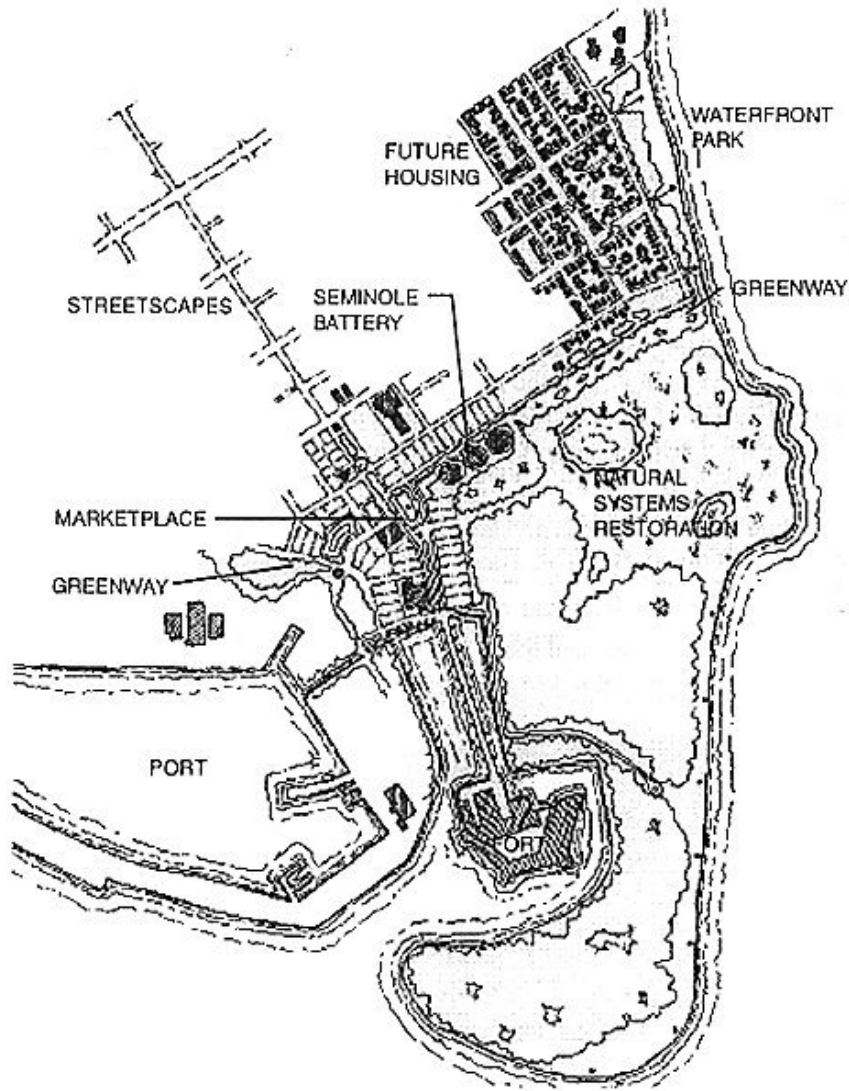 WATERFRONT
PARK
FUTURE
HOUSING
GREENWAY
SEMINOLE
BATTERY
STREETSCAPES
NATURAL
SYSTEMS
RESTORATION
MARKETPLACE
GREENWAY
PORT
FORT